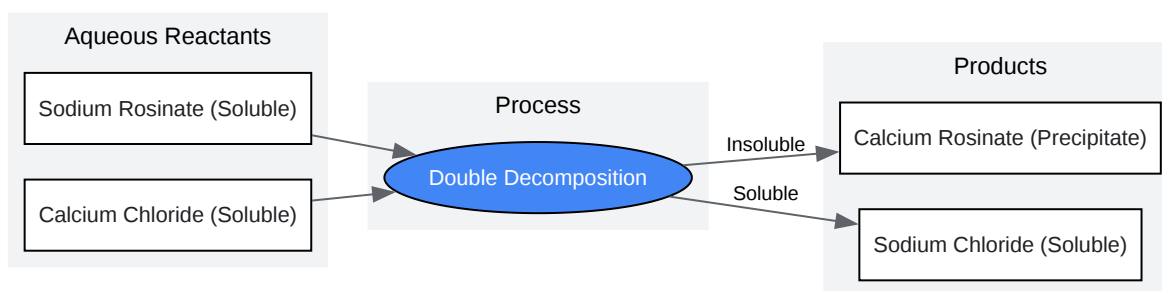 Aqueous Reactants
Sodium Rosinate (Soluble)
Calcium Chloride (Soluble)
Process
Double Decomposition
Insoluble
Soluble
Products
Calcium Rosinate (Precipitate)
Sodium Chloride (Soluble)